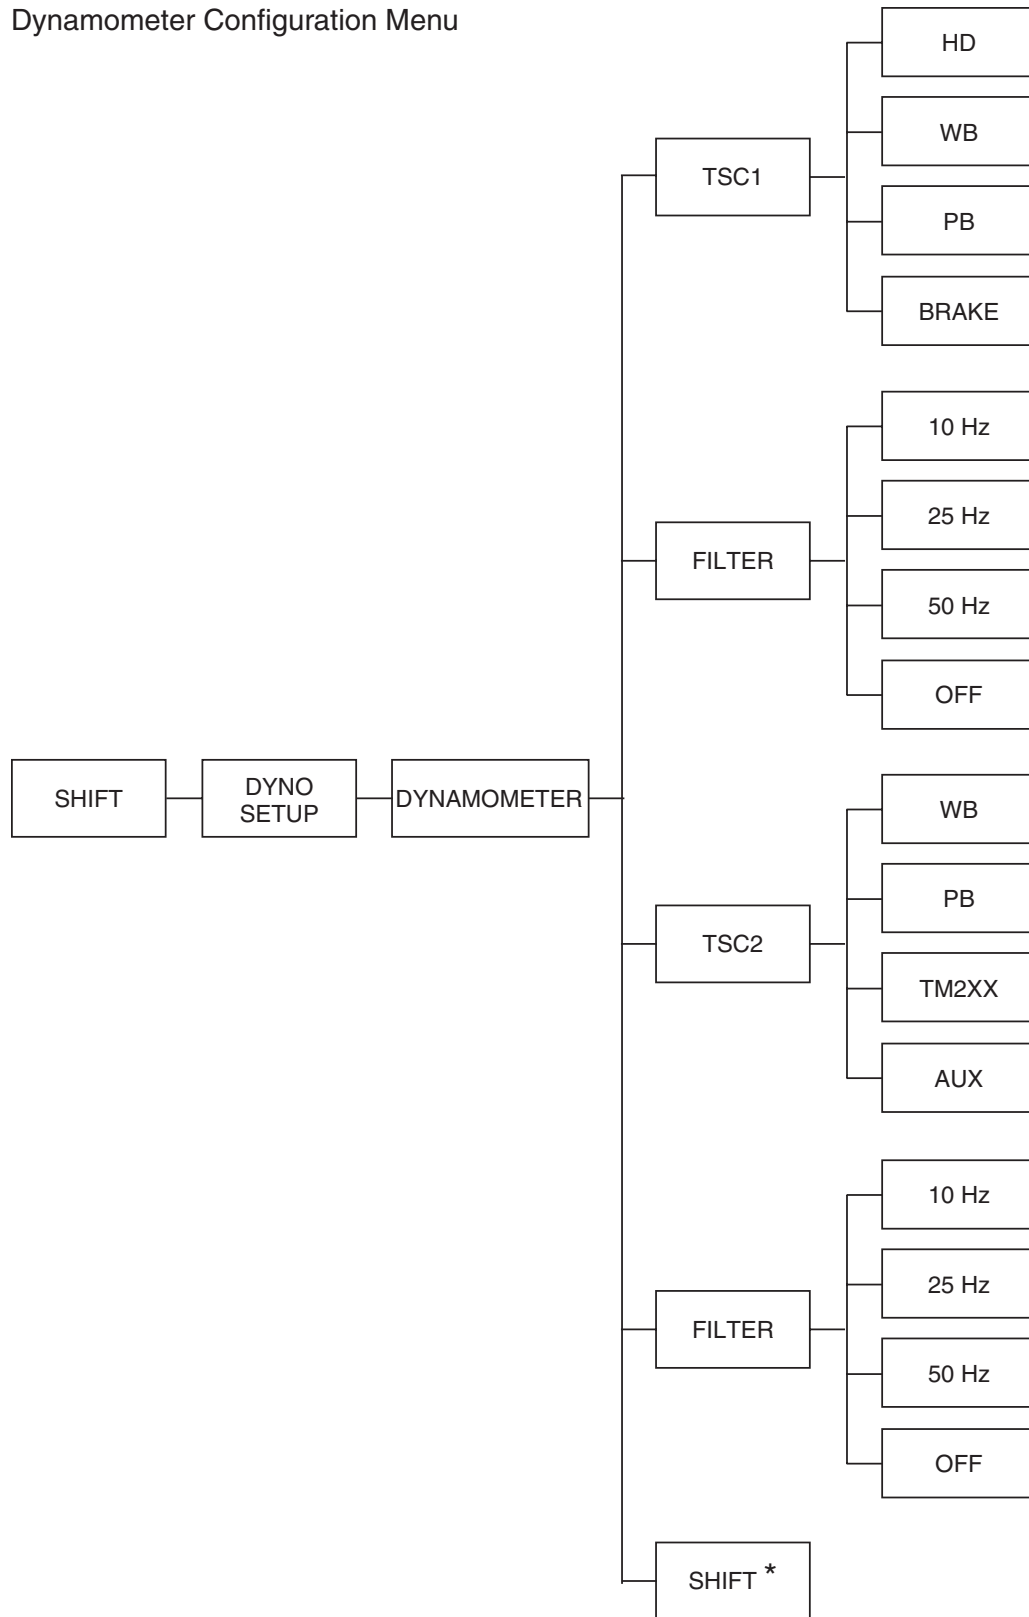 Dynamometer Configuration Menu
SHIFT
DYNO
SETUP
DYNAMOMETER
TSC1
HD
WB
PB
BRAKE
FILTER
10 Hz
25 Hz
50 Hz
OFF
TSC2
WB
PB
TM2XX
AUX
FILTER
10 Hz
25 Hz
50 Hz
OFF
SHIFT *